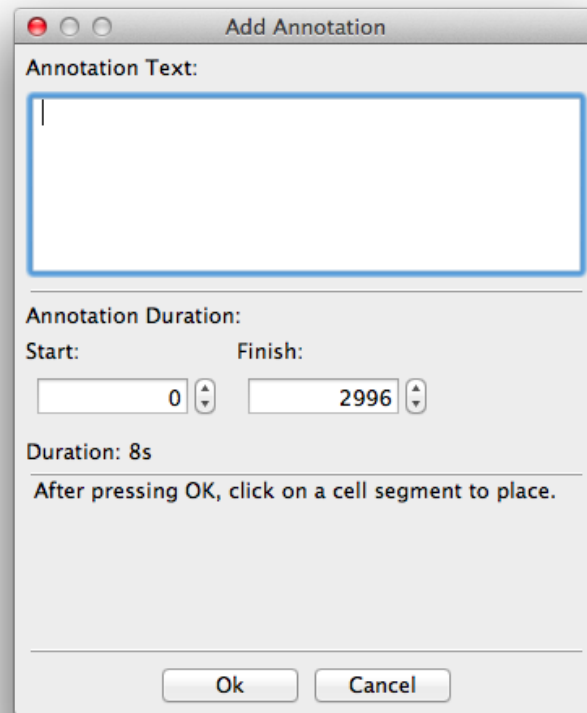 Add Annotation
Annotation Text:
Annotation Duration:
Start: Finish:
0 2996
Duration: 8s
After pressing OK, click on a cell segment to place.
Ok Cancel